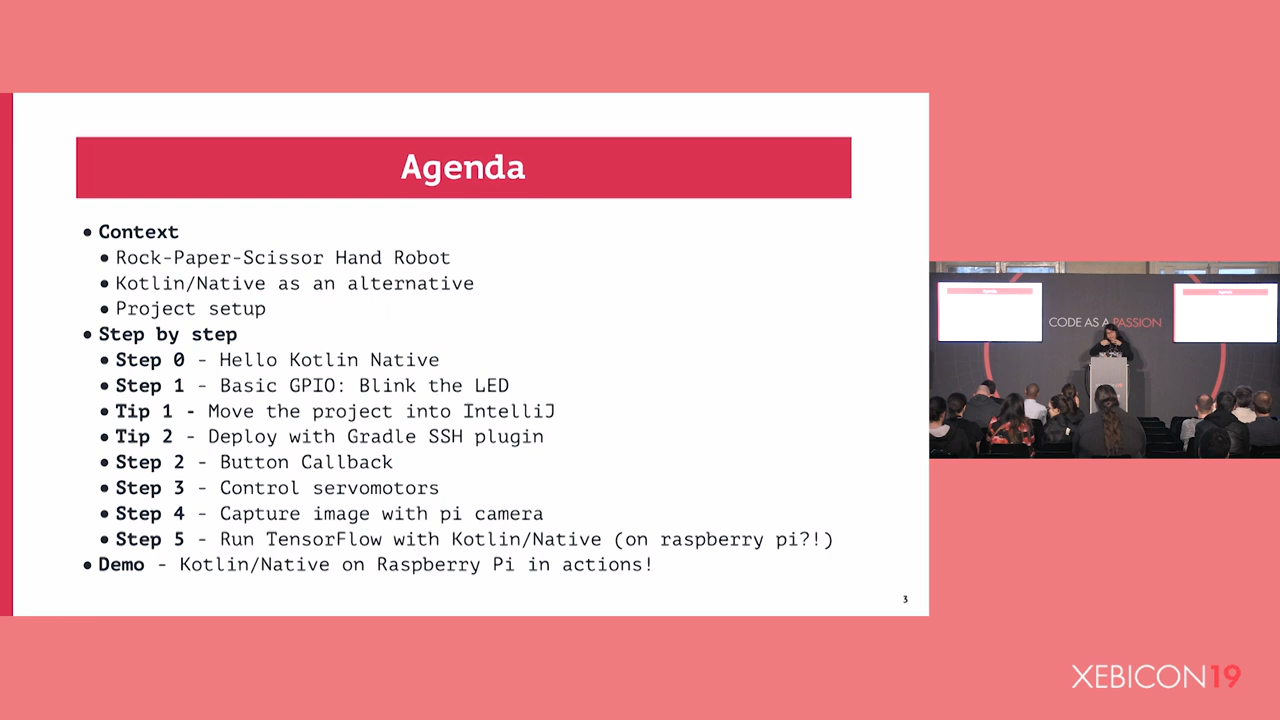 Agenda
• Context
• Rock-Paper-Scissor Hand Robot
• Kotlin/Native as an alternative
• Project setup
• Step by step
• Step 0 - Hello Kotlin Native
• Step 1 - Basic GPIO: Blink the LED
• Tip 1 - Move the project into IntelliJ
• Tip 2 - Deploy with Gradle SSH plugin
• Step 2 - Button Callback
• Step 3 - Control servomotors
• Step 4 - Capture image with pi camera
• Step 5 - Run TensorFlow with Kotlin/Native (on raspberry pi?!)
• Demo - Kotlin/Native on Raspberry Pi in actions!
3
Agenda
Agenda
CODE AS A PASSION
XEBICON19